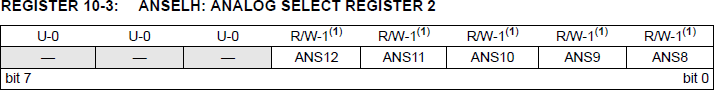 REGISTER 10-3: ANSELH: ANALOG SELECT REGISTER 2
U-0 U-0 U-0 R/W-1(1) R/W-1(1) R/W-1(1) R/W-1(1) R/W-1(1)
— — — ANS12 ANS11 ANS10 ANS9 ANS8
bit 7 bit 0